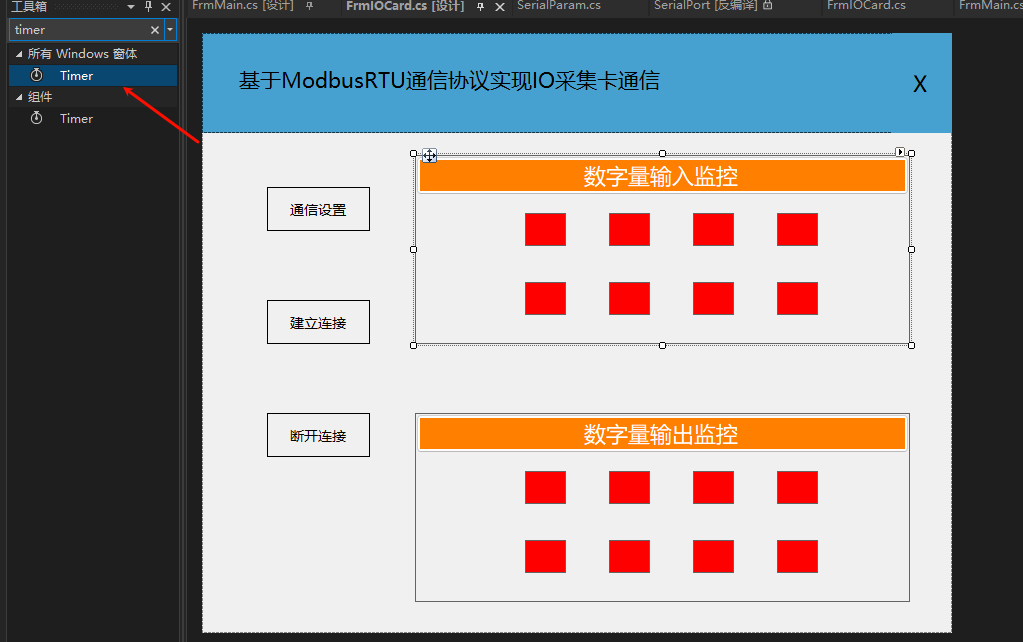 工具箱
FrmMain.cs [设计]
FrmIOCard.cs [设计]
SerialParam.cs
SerialPort [反编译]
FrmIOCard.cs
FrmMain.cs
timer
所有 Windows 窗体
Timer
组件
Timer
基于ModbusRTU通信协议实现IO采集卡通信
X
数字量输入监控
通信设置
建立连接
断开连接
数字量输出监控